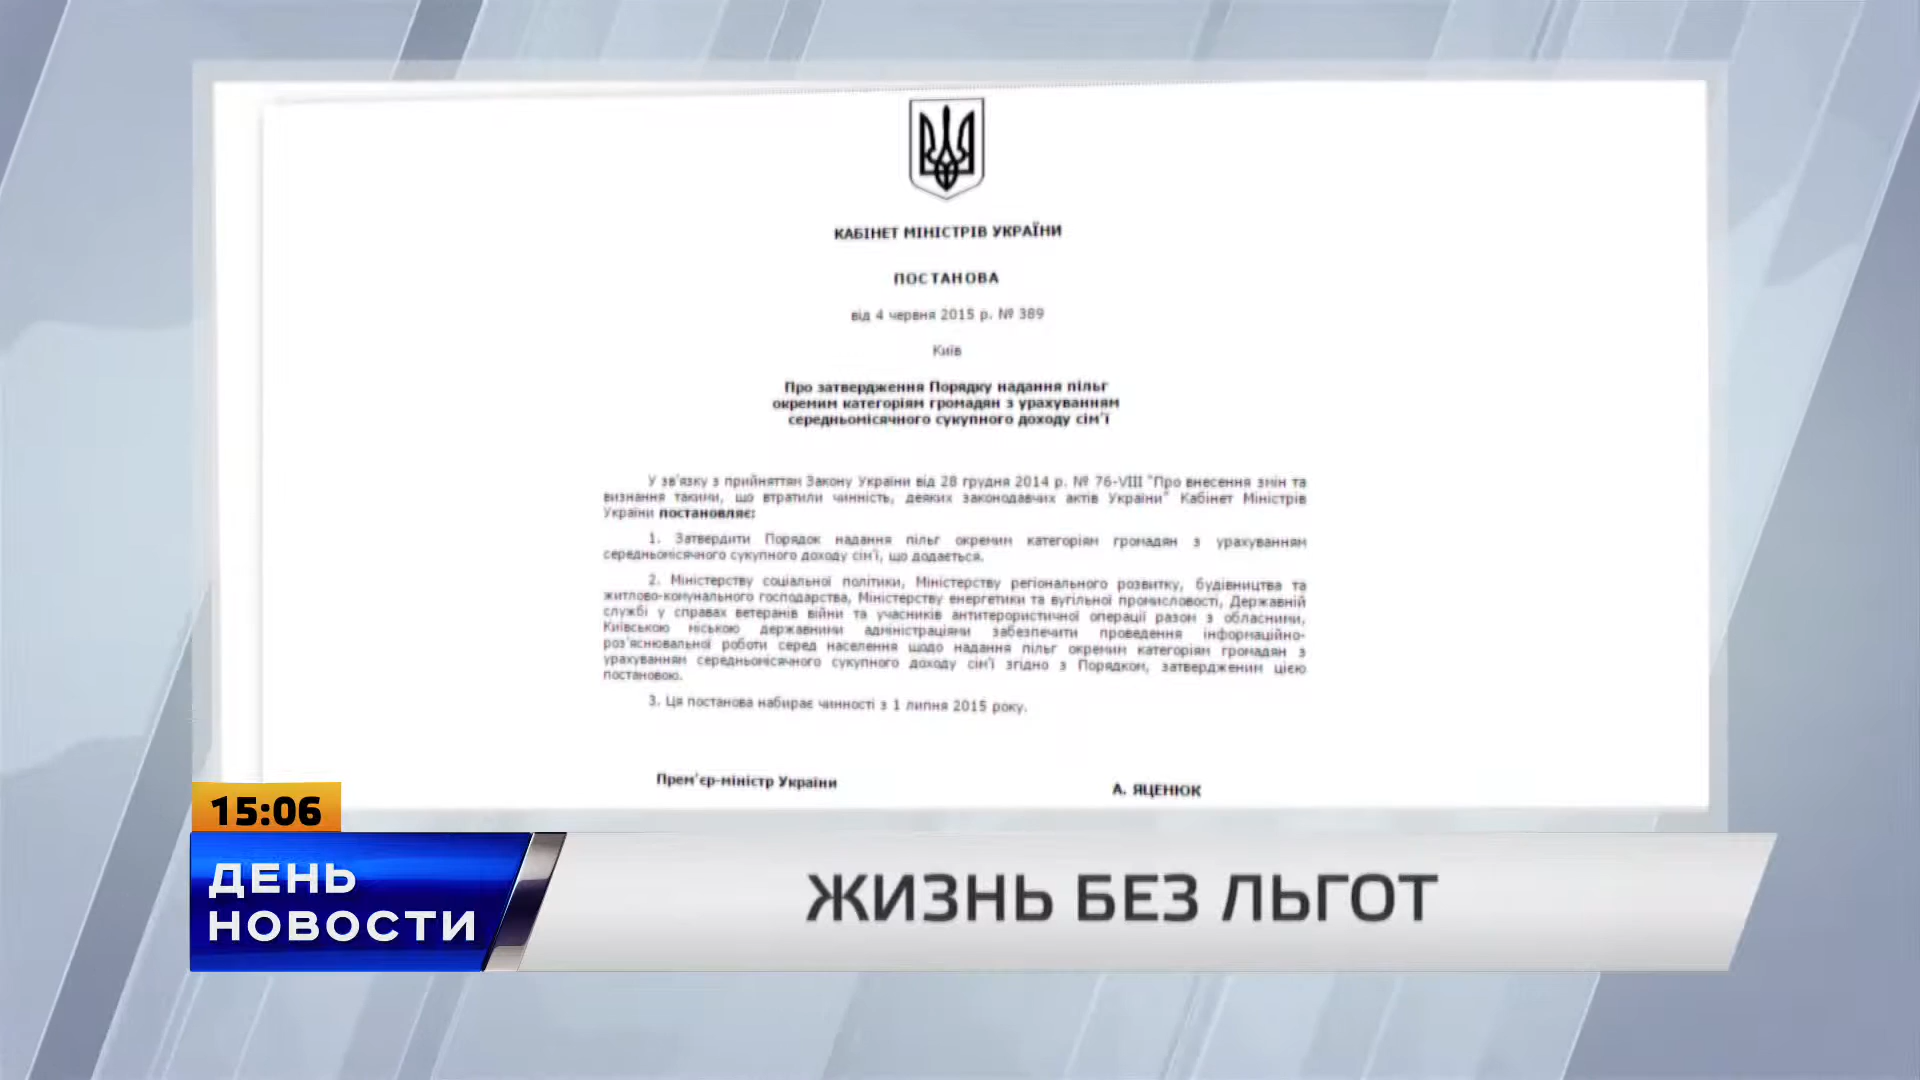 КАБІНЕТ МІНІСТРІВ УКРАЇНИ
ПОСТАНОВА
від 4 червня 2015 р. № 389
Київ
Про затвердження Порядку надання пільг
окремим категоріям громадян з урахуванням
середньомісячного сукупного доходу сім’ї
У зв'язку з прийняттям Закону України від 28 грудня 2014 р. № 76-VIII "Про внесення змін та
визнання такими, що втратили чинність, деяких законодавчих актів України" Кабінет Міністрів
України постановляє:
1. Затвердити Порядок надання пільг окремим категоріям громадян з урахуванням
середньомісячного сукупного доходу сім'ї, що додається.
2. Міністерству соціальної політики, Міністерству регіонального розвитку, будівництва та
житлово-комунального господарства, Міністерству енергетики та вугільної промисловості, Державній
службі у справах ветеранів війни та учасників антитерористичної операції разом з обласними,
Київською міською державними адміністраціями забезпечити проведення інформаційно-
роз'яснювальної роботи серед населення щодо надання пільг окремим категоріям громадян з
урахуванням середньомісячного сукупного доходу сім'ї згідно з Порядком, затвердженим цією
постановою.
3. Ця постанова набирає чинності з 1 липня 2015 року.
Прем'єр-міністр України А. ЯЦЕНЮК
15:06
ДЕНЬ
НОВОСТИ
ЖИЗНЬ БЕЗ ЛЬГОТ